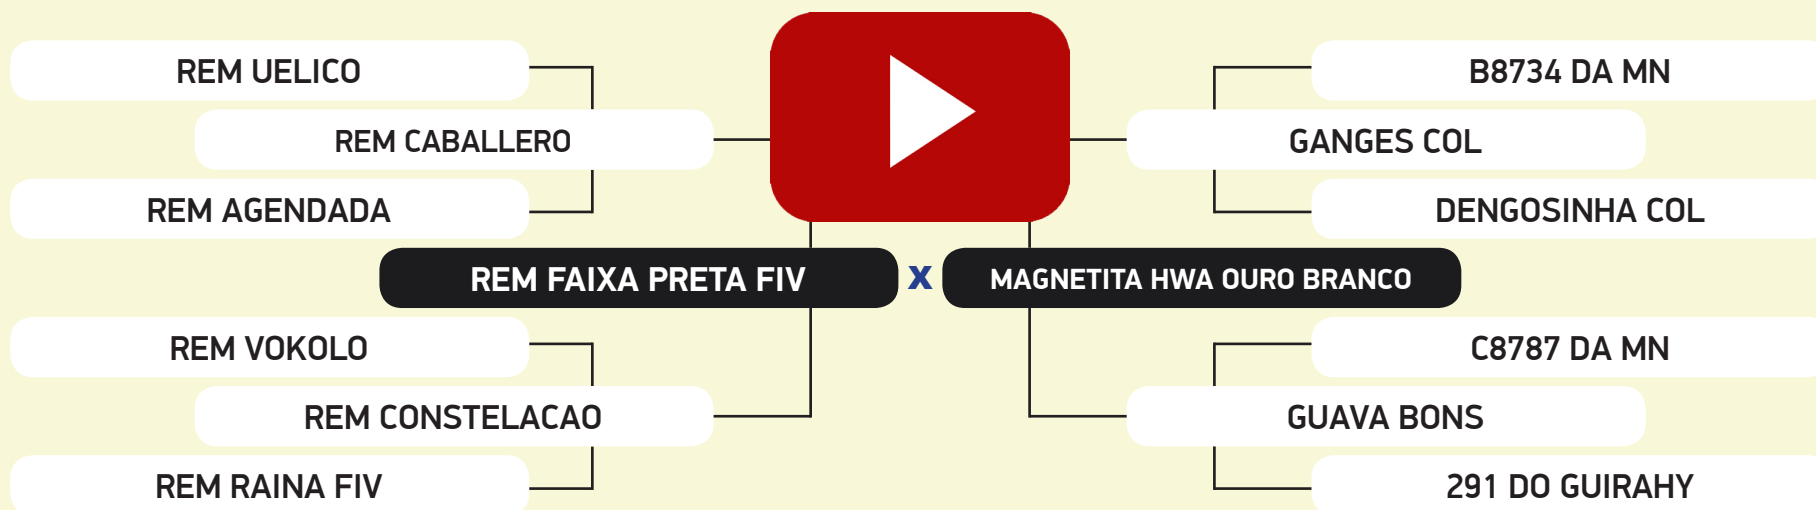 REM UELICO
B8734 DA MN
REM CABALLERO
GANGES COL
REM AGENDADA
DENGOSINHA COL
REM FAIXA PRETA FIV X MAGNETITA HWA OURO BRANCO
REM VOKOLO
C8787 DA MN
REM CONSTELACAO
GUAVA BONS
REM RAINA FIV
291 DO GUIRAHY